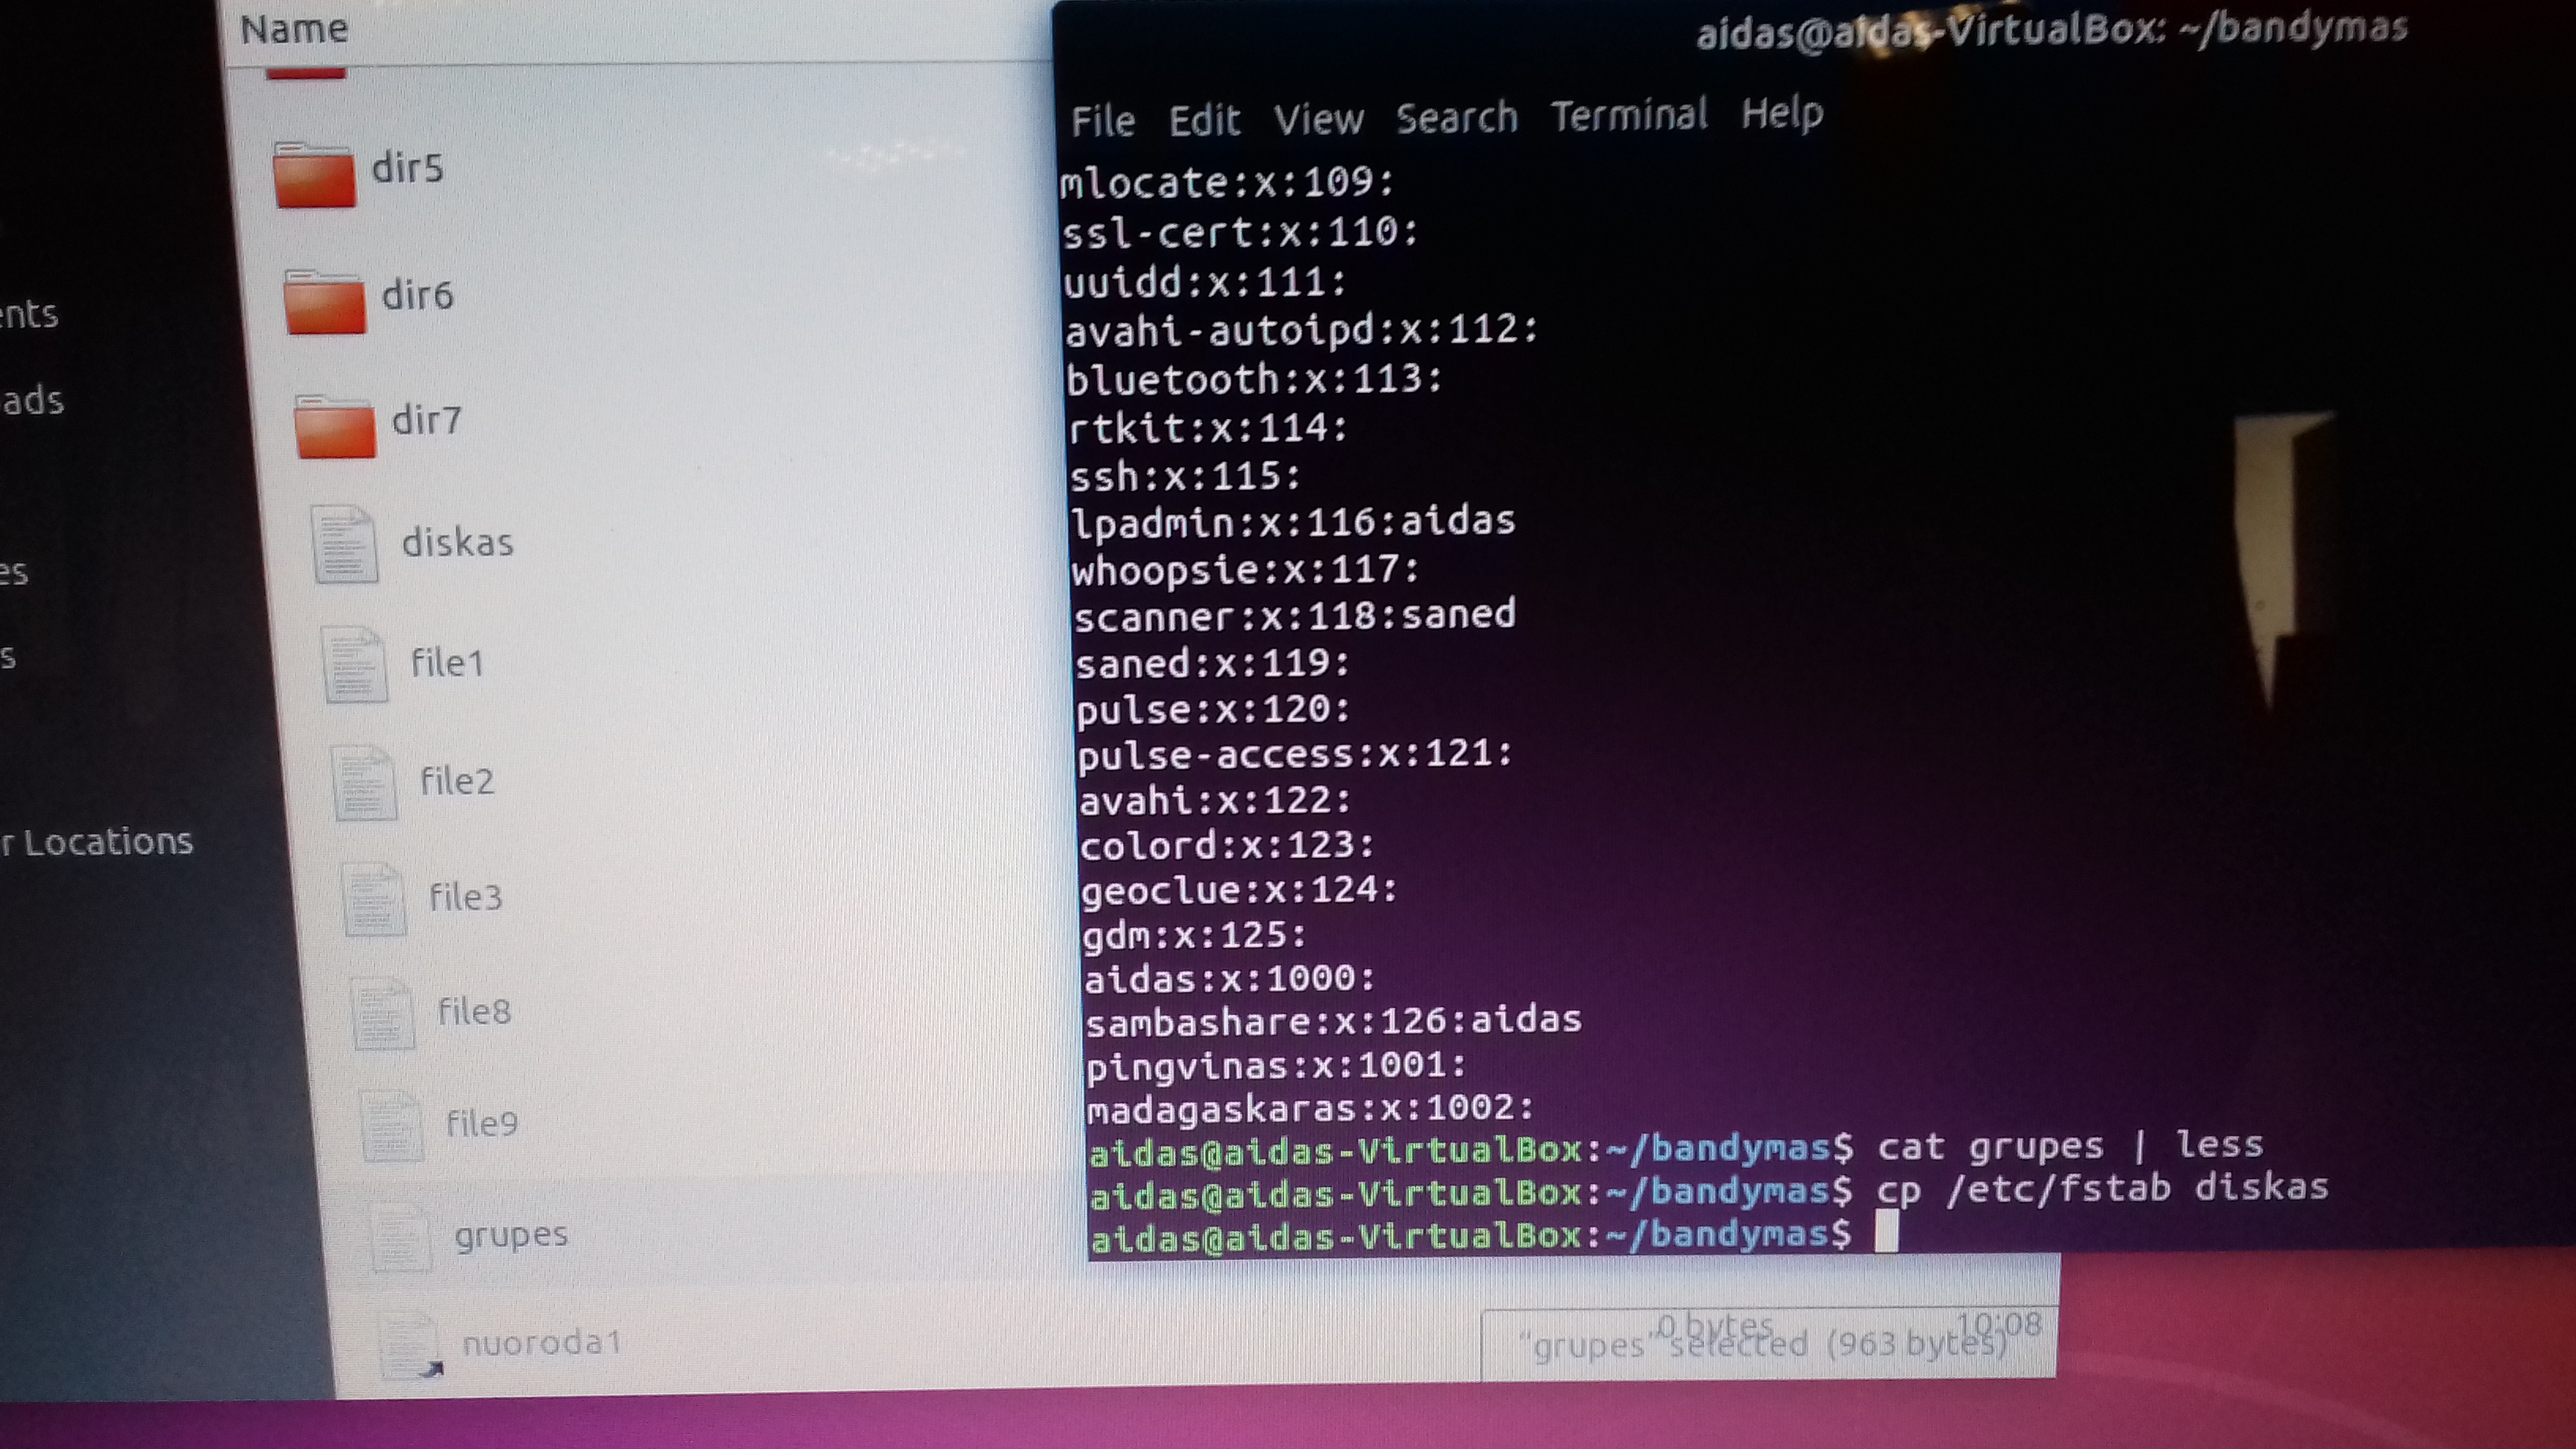 Name
ents
ads
es
s
r Locations
dir5
dir6
dir7
diskas
file1
file2
file3
file8
file9
grupes
nuoroda1
aidas@aidas-VirtualBox: ~/bandymas
File Edit View Search Terminal Help
mlocate:x:109:
ssl-cert:x:110:
uuidd:x:111:
avahi-autoipd:x:112:
bluetooth:x:113:
rtkit:x:114:
ssh:x:115:
lpadmin:x:116:aidas
whoopsie:x:117:
scanner:x:118:saned
saned:x:119:
pulse:x:120:
pulse-access:x:121:
avahi:x:122:
colord:x:123:
geoclue:x:124:
gdm:x:125:
aidas:x:1000:
sambashare:x:126:aidas
pingvinas:x:1001:
madagaskaras:x:1002:
aidas@aidas-VirtualBox:~/bandymas$ cat grupes | less
aidas@aidas-VirtualBox:~/bandymas$ cp /etc/fstab diskas
aidas@aidas-VirtualBox:~/bandymas$
0 bytes 10:08
"grupes" selected (963 bytes)